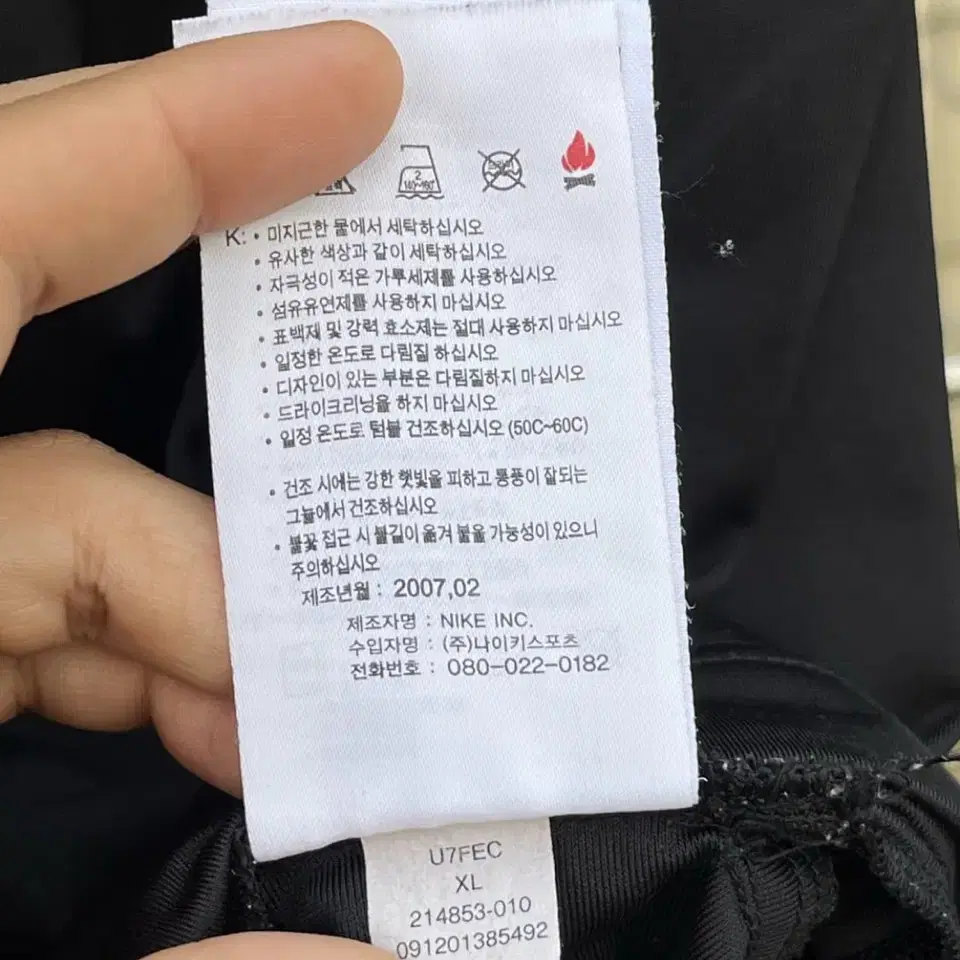 2
140~160
K: • 미지근한 물에서 세탁하십시오
• 유사한 색상과 같이 세탁하십시오
• 자극성이 적은 가루세제를 사용하십시오
• 섬유유연제를 사용하지 마십시오
• 표백제 및 강력 효소제는 절대 사용하지 마십시오
• 일정한 온도로 다림질 하십시오
• 디자인이 있는 부분은 다림질하지 마십시오
• 드라이크리닝을 하지 마십시오
• 일정 온도로 텀블 건조하십시오 (50C~60C)
• 건조 시에는 강한 햇빛을 피하고 통풍이 잘되는
그늘에서 건조하십시오
• 불꽃 접근 시 불길이 옮겨 붙을 가능성이 있으니
주의하십시오
제조년월 : 2007,02
제조자명 : NIKE INC.
수입자명 : (주)나이키스포츠
전화번호 : 080-022-0182
U7FEC
XL
214853-010
091201385492